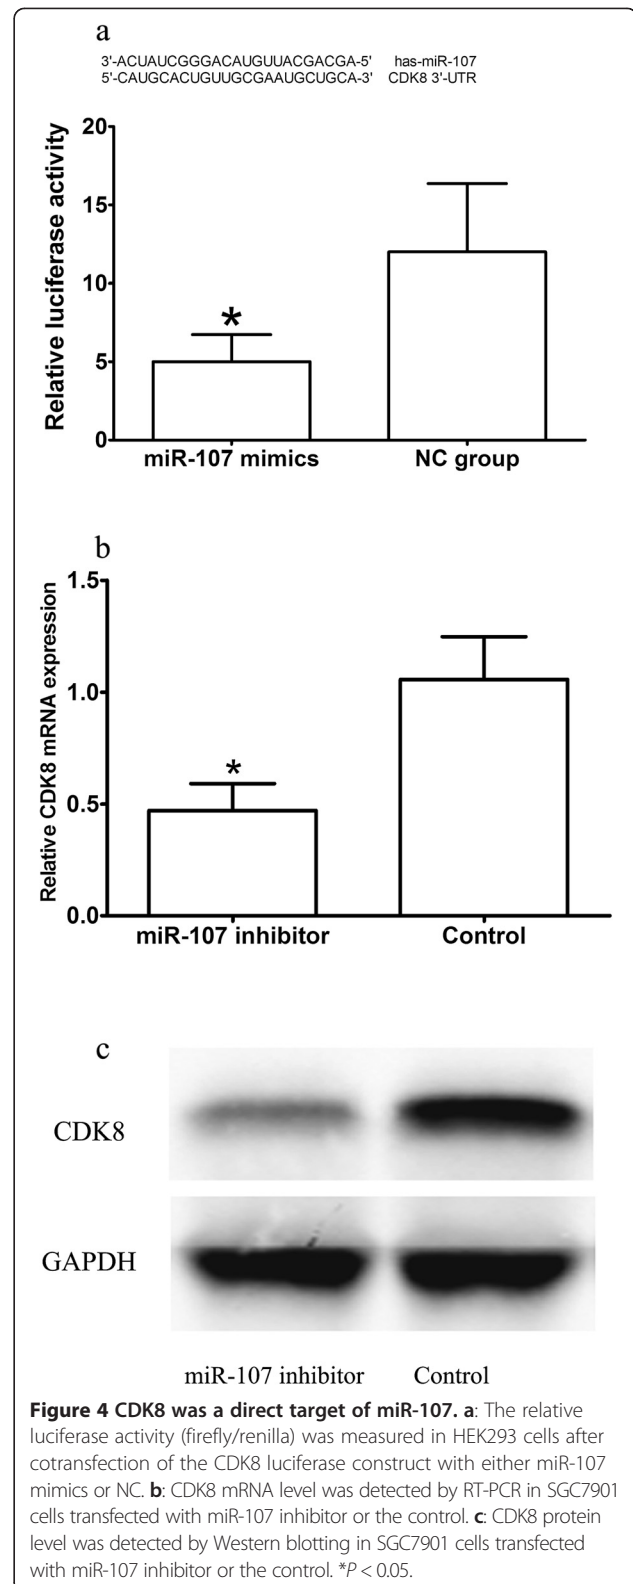 a
3'-ACUAUCGGGACAUGUUACGACGA-5' has-miR-107
5'-CAUGCACUGUUGCGAAUGCUGCA-3' CDK8 3'-UTR
Relative luciferase activity
20
15
10
5
0
*
miR-107 mimics NC group
b
Relative CDK8 mRNA expression
1.5
1.0
0.5
0.0
*
miR-107 inhibitor Control
c
CDK8
GAPDH
miR-107 inhibitor Control
Figure 4 CDK8 was a direct target of miR-107. a: The relative
luciferase activity (firefly/renilla) was measured in HEK293 cells after
cotransfection of the CDK8 luciferase construct with either miR-107
mimics or NC. b: CDK8 mRNA level was detected by RT-PCR in SGC7901
cells transfected with miR-107 inhibitor or the control. c: CDK8 protein
level was detected by Western blotting in SGC7901 cells transfected
with miR-107 inhibitor or the control. *P < 0.05.